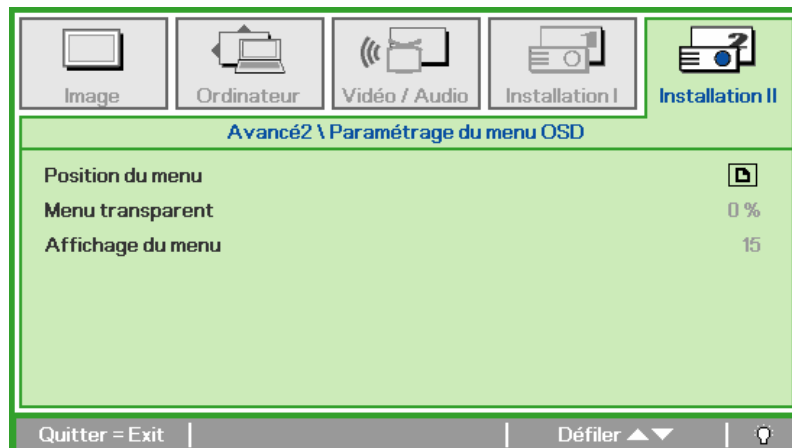 Image
Ordinateur
Vidéo / Audio
Installation I
Installation II
Avancé2 \ Paramétrage du menu OSD
Position du menu
Menu transparent 0 %
Affichage du menu 15
Quitter = Exit Défiler ▲▼